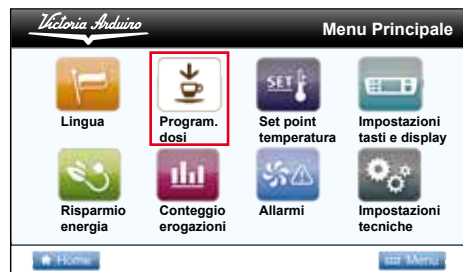 Victoria Arduino
Menu Principale
Lingua
Program.
dosi
SET
Set point
temperatura
Impostazioni
tasti e display
Risparmio
energia
Conteggio
erogazioni
Allarmi
Impostazioni
tecniche
Home
Menu